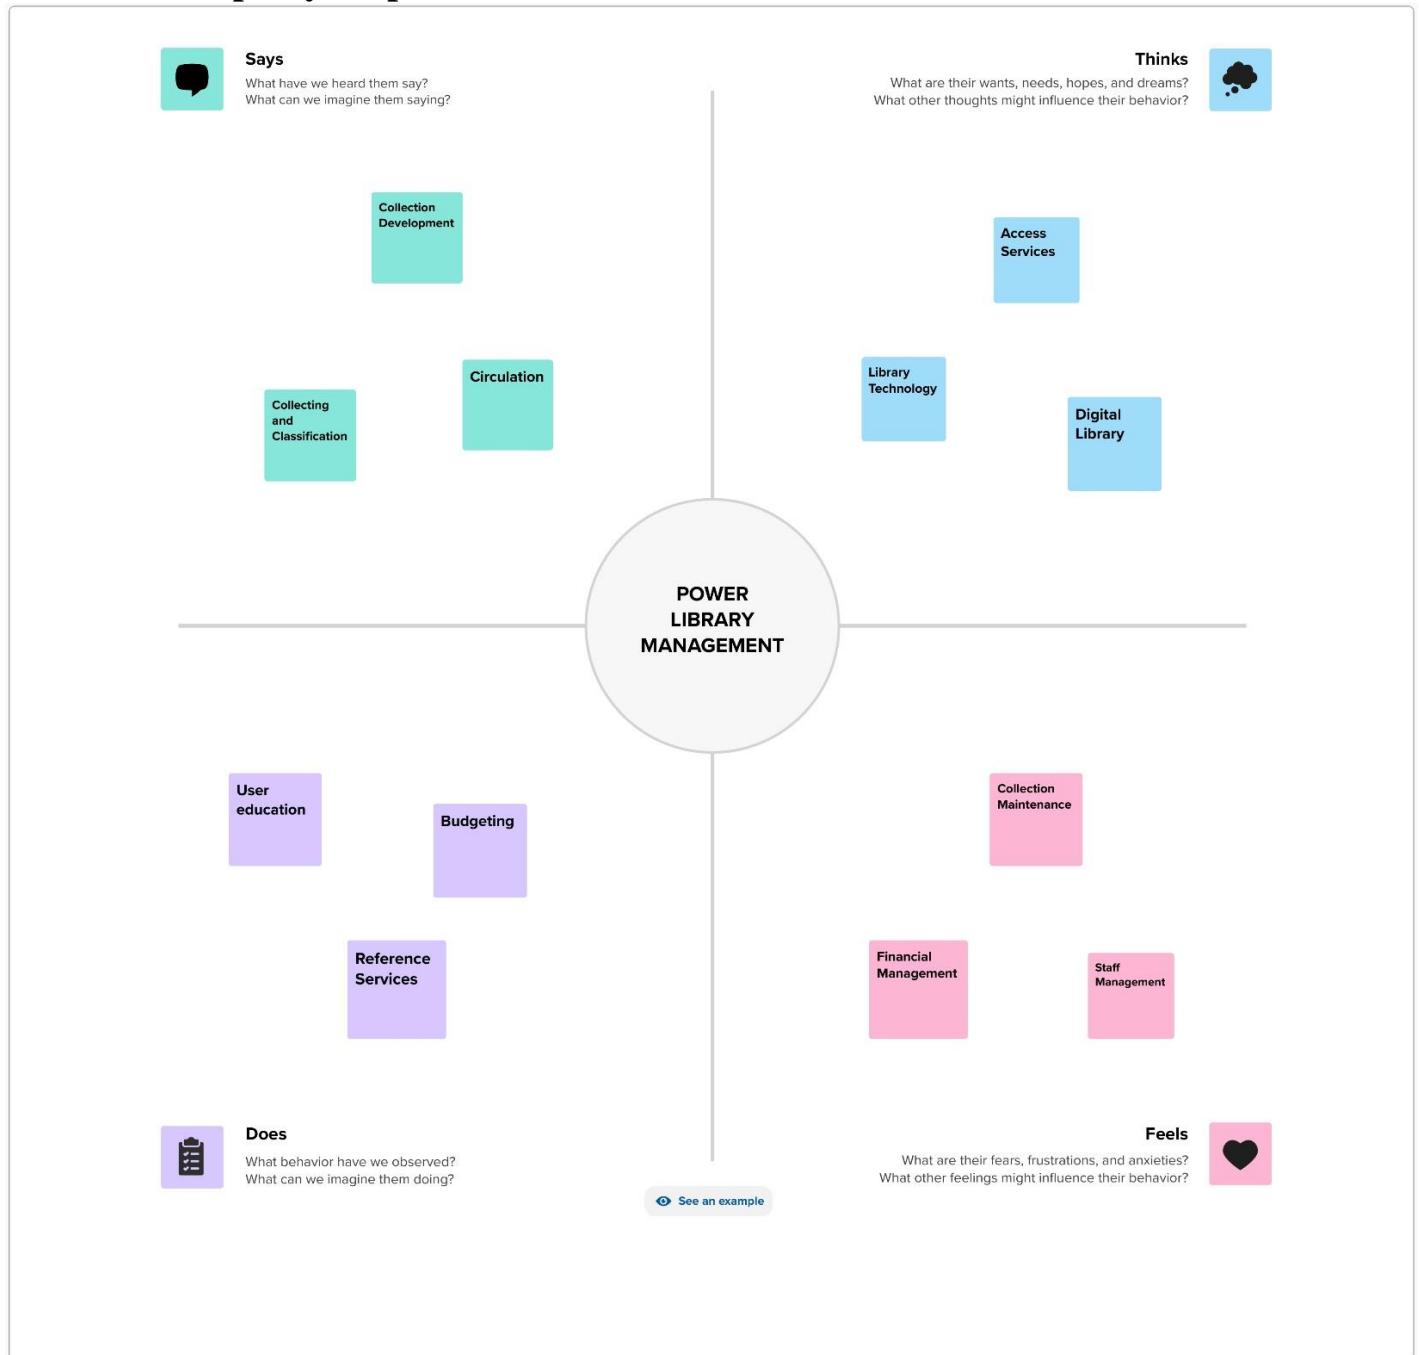 Says
What have we heard them say?
What can we imagine them saying?
Thinks
What are their wants, needs, hopes, and dreams?
What other thoughts might influence their behavior?
Collection
Development
Circulation
Collecting
and
Classification
Access
Services
Library
Technology
Digital
Library
POWER
LIBRARY
MANAGEMENT
User
education
Budgeting
Reference
Services
Collection
Maintenance
Financial
Management
Staff
Management
Does
What behavior have we observed?
What can we imagine them doing?
Feels
What are their fears, frustrations, and anxieties?
What other feelings might influence their behavior?
See an example